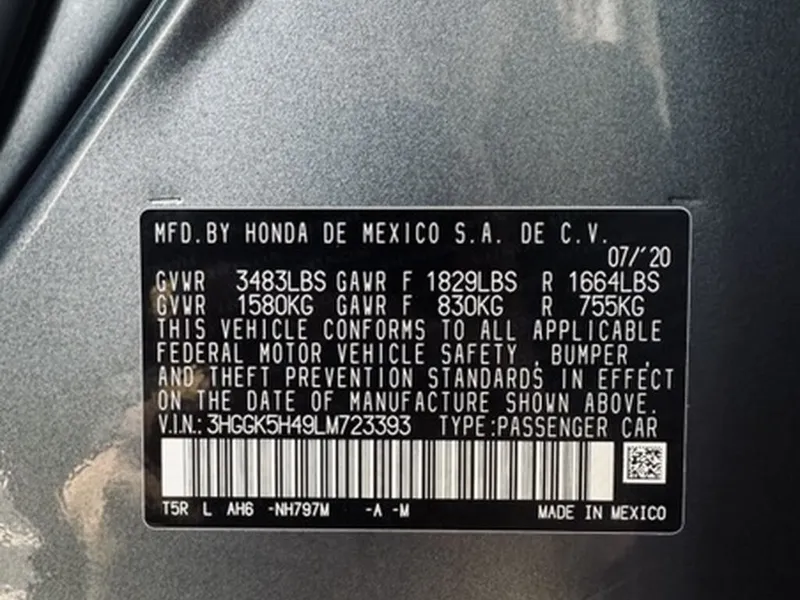 MFD.BY HONDA DE MEXICO S.A. DE C.V.
07/'20
GVWR 3483LBS GAWR F 1829LBS R 1664LBS
GVWR 1580KG GAWR F 830KG R 755KG
THIS VEHICLE CONFORMS TO ALL APPLICABLE
FEDERAL MOTOR VEHICLE SAFETY , BUMPER ,
AND THEFT PREVENTION STANDARDS IN EFFECT
ON THE DATE OF MANUFACTURE SHOWN ABOVE.
V.I.N.: 3HGGK5H49LM723393 TYPE:PASSENGER CAR
T5R L AH6 -NH797M -A -M MADE IN MEXICO